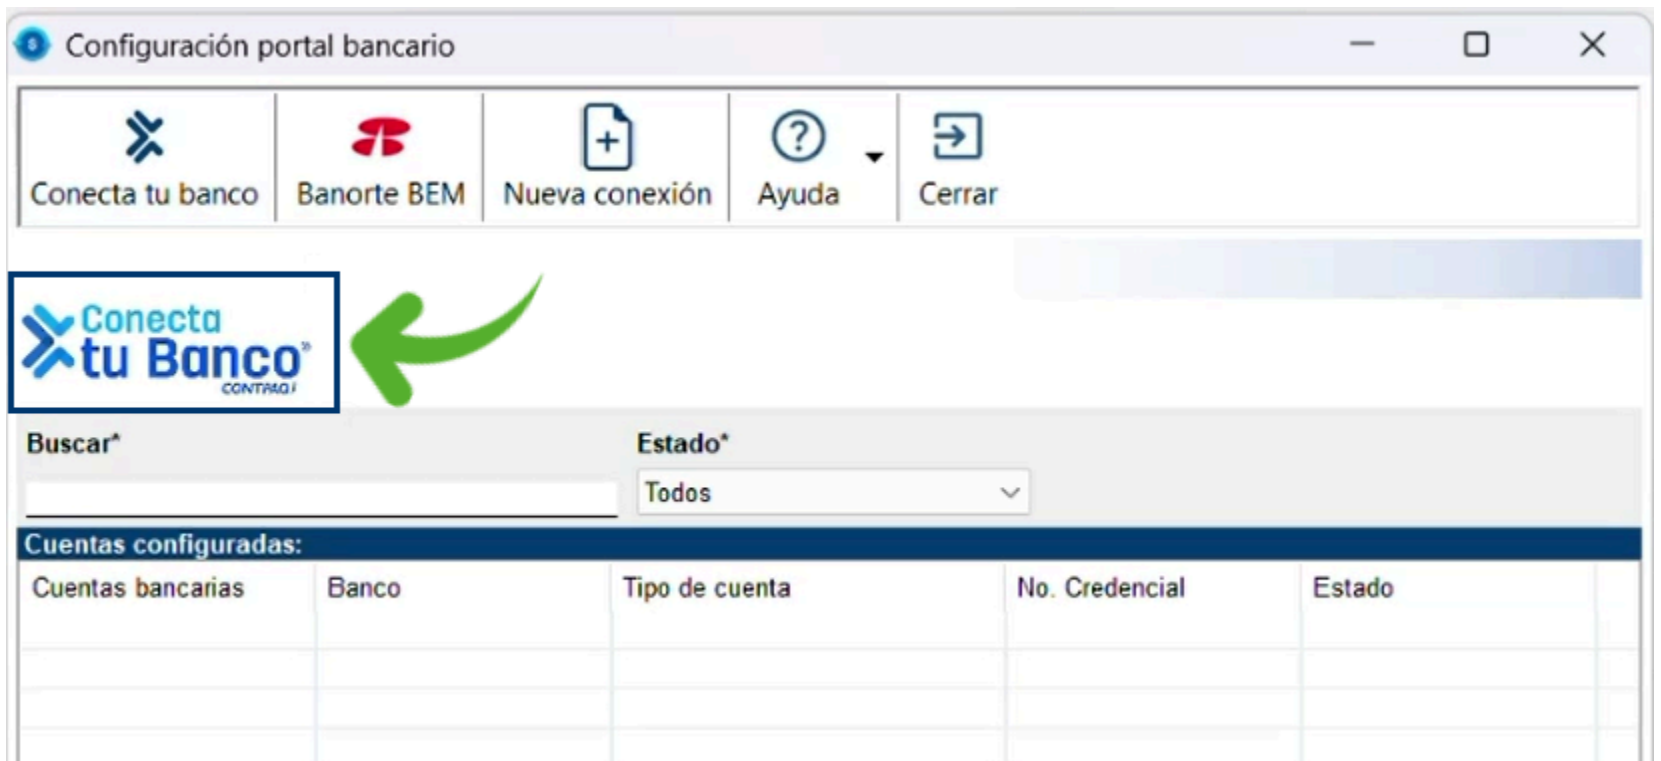 Configuración portal bancario
Conecta tu banco
Banorte BEM
Nueva conexión
Ayuda
Cerrar
Conecta
tu Banco
CONTPAQi
Buscar*
Estado*
Todos
Cuentas configuradas:
Cuentas bancarias
Banco
Tipo de cuenta
No. Credencial
Estado